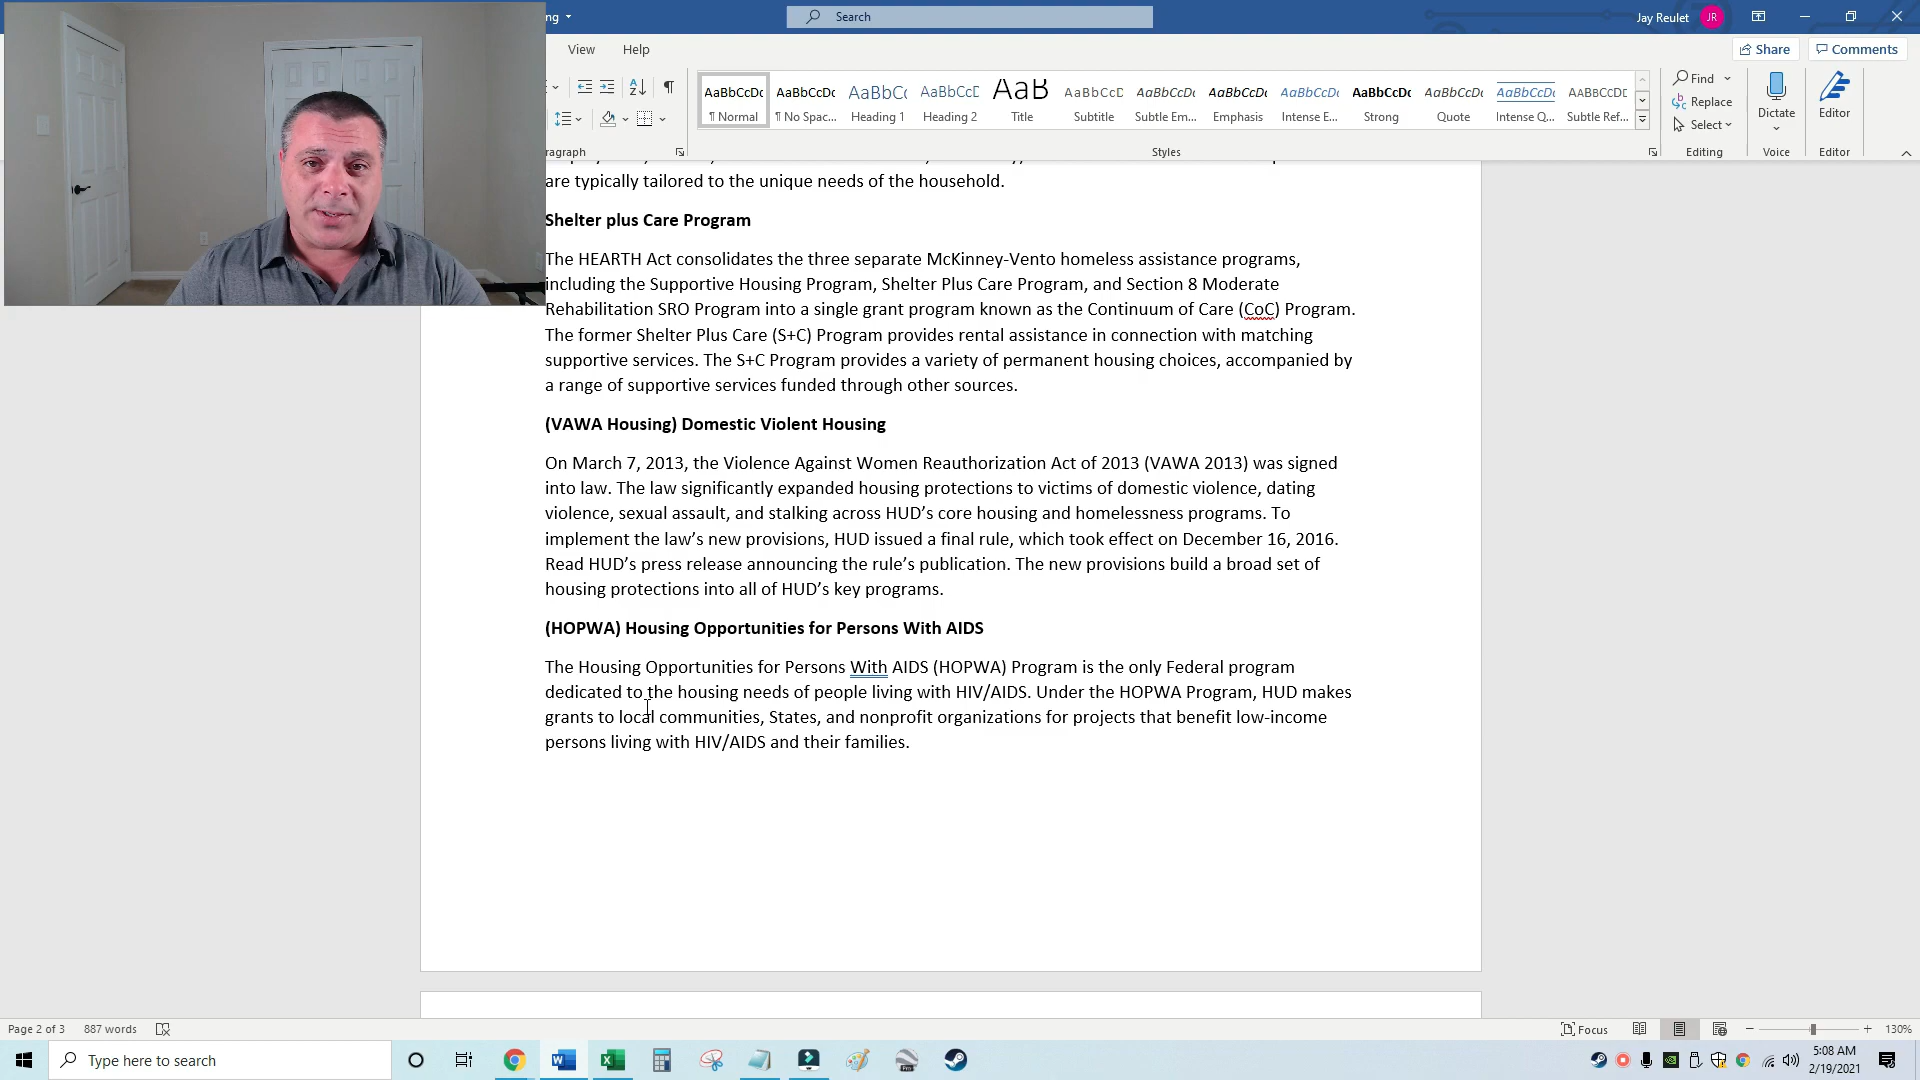 ng
Search
Jay Reulet
JR
View
Help
Share
Comments
AaBbCcDc
¶ Normal
AaBbCcDc
¶ No Spac...
AaBbCc
Heading 1
AaBbCcD
Heading 2
AaB
Title
AaBbCcD
Subtitle
AaBbCcDc
Subtle Em...
AaBbCcDc
Emphasis
AaBbCcDc
Intense E...
AaBbCcDc
Strong
AaBbCcDc
Quote
AaBbCcDc
Intense Q...
AABBCCDE
Subtle Ref...
Find
Replace
Select
Dictate
Editor
aragraph
Styles
Editing
Voice
Editor
are typically tailored to the unique needs of the household.
Shelter plus Care Program
The HEARTH Act consolidates the three separate McKinney-Vento homeless assistance programs,
including the Supportive Housing Program, Shelter Plus Care Program, and Section 8 Moderate
Rehabilitation SRO Program into a single grant program known as the Continuum of Care (CoC) Program.
The former Shelter Plus Care (S+C) Program provides rental assistance in connection with matching
supportive services. The S+C Program provides a variety of permanent housing choices, accompanied by
a range of supportive services funded through other sources.
(VAWA Housing) Domestic Violent Housing
On March 7, 2013, the Violence Against Women Reauthorization Act of 2013 (VAWA 2013) was signed
into law. The law significantly expanded housing protections to victims of domestic violence, dating
violence, sexual assault, and stalking across HUD’s core housing and homelessness programs. To
implement the law’s new provisions, HUD issued a final rule, which took effect on December 16, 2016.
Read HUD’s press release announcing the rule’s publication. The new provisions build a broad set of
housing protections into all of HUD’s key programs.
(HOPWA) Housing Opportunities for Persons With AIDS
The Housing Opportunities for Persons With AIDS (HOPWA) Program is the only Federal program
dedicated to the housing needs of people living with HIV/AIDS. Under the HOPWA Program, HUD makes
grants to local communities, States, and nonprofit organizations for projects that benefit low-income
persons living with HIV/AIDS and their families.
Page 2 of 3
887 words
Focus
130%
Type here to search
5:08 AM
2/19/2021